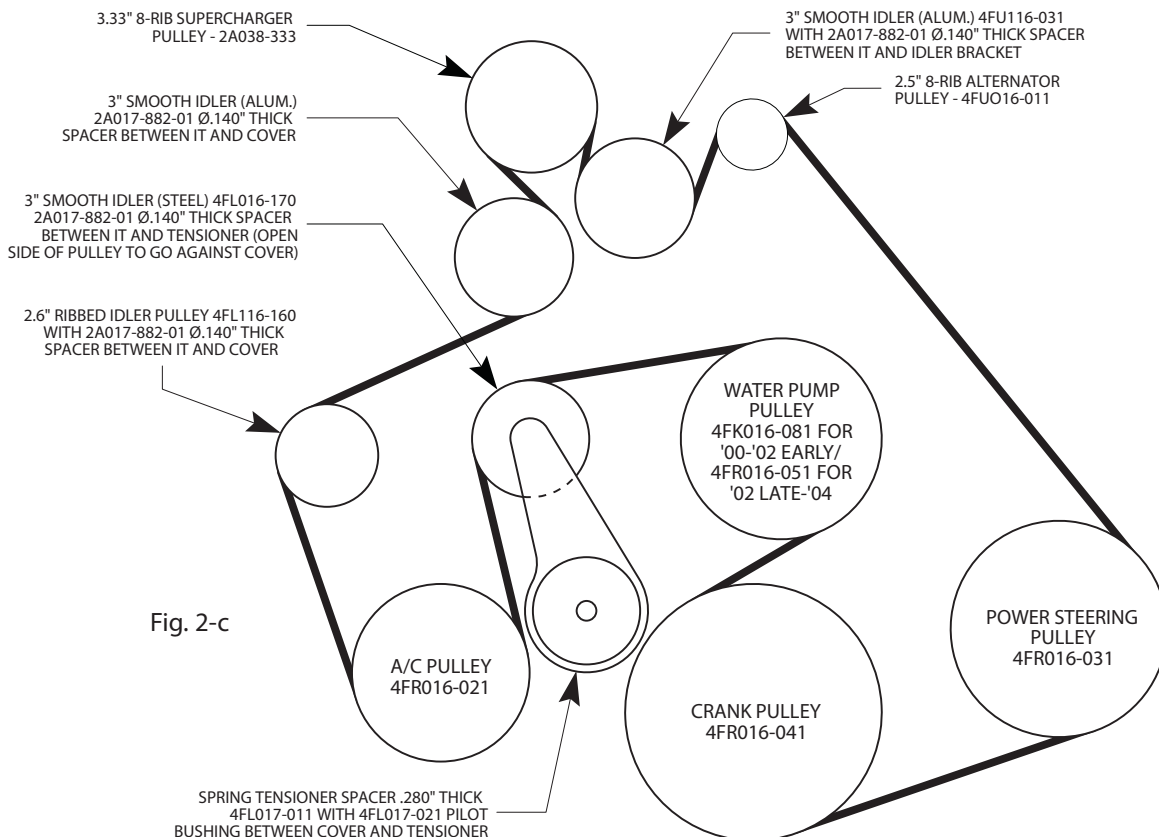 3.33" 8-RIB SUPERCHARGER
PULLEY - 2A038-333
3" SMOOTH IDLER (ALUM.) 4FU116-031
WITH 2A017-882-01 Ø.140" THICK SPACER
BETWEEN IT AND IDLER BRACKET
2.5" 8-RIB ALTERNATOR
PULLEY - 4FUO16-011
3" SMOOTH IDLER (ALUM.)
2A017-882-01 Ø.140" THICK
SPACER BETWEEN IT AND COVER
3" SMOOTH IDLER (STEEL) 4FL016-170
2A017-882-01 Ø.140" THICK SPACER
BETWEEN IT AND TENSIONER (OPEN
SIDE OF PULLEY TO GO AGAINST COVER)
2.6" RIBBED IDLER PULLEY 4FL116-160
WITH 2A017-882-01 Ø.140" THICK
SPACER BETWEEN IT AND COVER
WATER PUMP
PULLEY
4FK016-081 FOR
'00-'02 EARLY/
4FR016-051 FOR
'02 LATE-'04
Fig. 2-c
A/C PULLEY
4FR016-021
CRANK PULLEY
4FR016-041
POWER STEERING
PULLEY
4FR016-031
SPRING TENSIONER SPACER .280" THICK
4FL017-011 WITH 4FL017-021 PILOT
BUSHING BETWEEN COVER AND TENSIONER